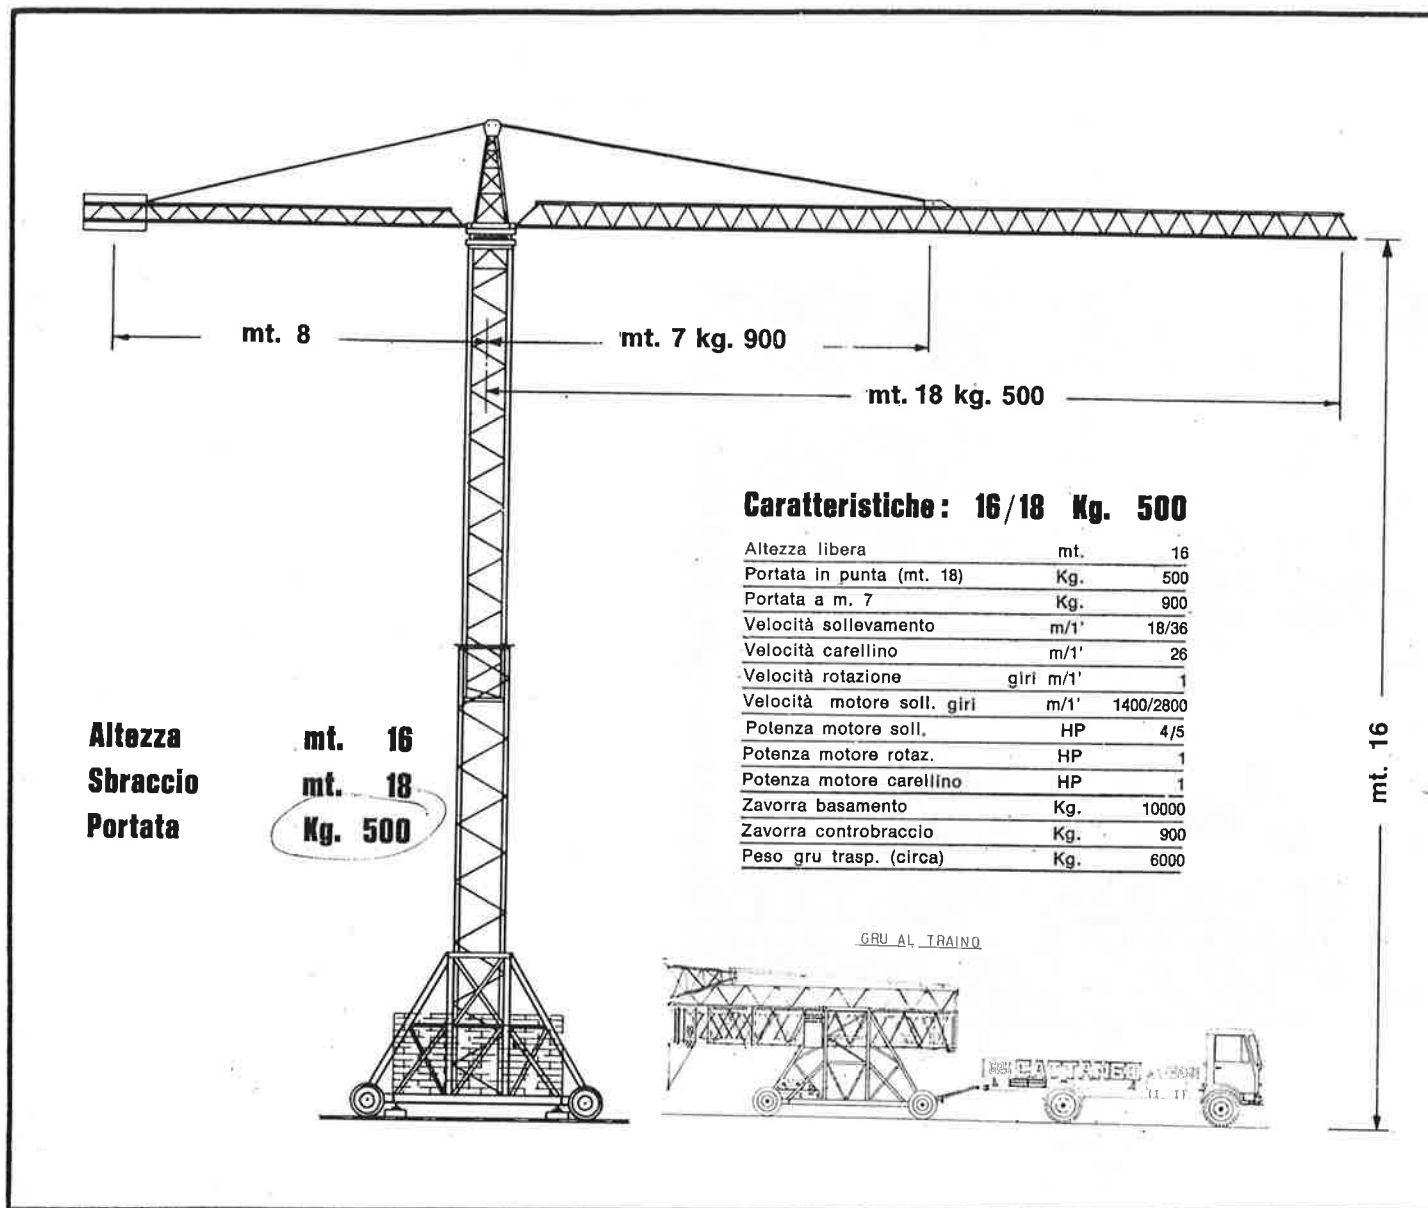 mt. 8
mt. 7 kg. 900
mt. 18 kg. 500
Caratteristiche: 16/18 Kg. 500
Altezza libera mt. 16
Portata in punta (mt. 18) Kg. 500
Portata a m. 7 Kg. 900
Velocità sollevamento m/1' 18/36
Velocità carellino m/1' 26
Velocità rotazione giri m/1' 1
Velocità motore soll. giri m/1' 1400/2800
Potenza motore soll. HP 4/5
Potenza motore rotaz. HP 1
Potenza motore carellino HP 1
Zavorra basamento Kg. 10000
Zavorra controbraccio Kg. 900
Peso gru trasp. (circa) Kg. 6000
Altezza mt. 16
Sbraccio mt. 18
Portata Kg. 500
mt. 16
GRU AL TRAINO
CATTANEO